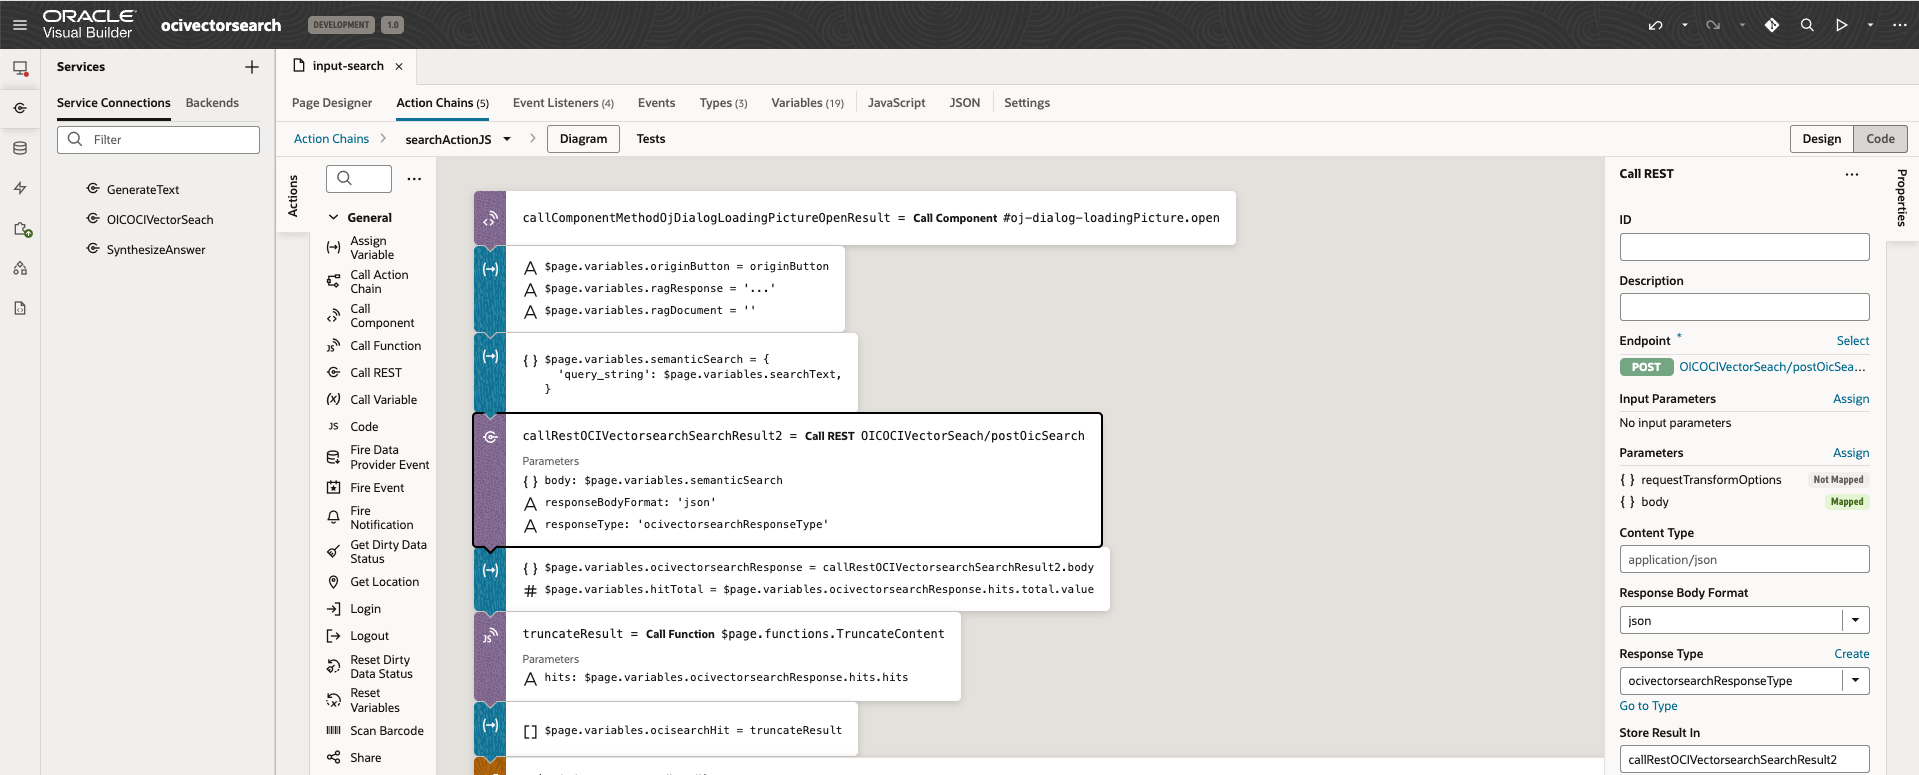 ORACLE
Visual Builder
ocivectorsearch
DEVELOPMENT
1.0
Services
Service Connections
Backends
Filter
GenerateText
OICOCIVectorSeach
SynthesizeAnswer
input-search
Page Designer
Action Chains (5)
Event Listeners (4)
Events
Types (3)
Variables (19)
JavaScript
JSON
Settings
Action Chains
searchActionJS
Diagram
Tests
Design
Code
Actions
General
Assign
Variable
Call Action
Chain
Call
Component
Call Function
Call REST
(x) Call Variable
JS Code
Fire Data
Provider Event
Fire Event
Fire
Notification
Get Dirty Data
Status
Get Location
Login
Logout
Reset Dirty
Data Status
Reset
Variables
Scan Barcode
Share
callComponentMethodOjDialogLoadingPictureOpenResult = Call Component #oj-dialog-loadingPicture.open
A $page.variables.originButton = originButton
A $page.variables.ragResponse = '...'
A $page.variables.ragDocument = ''
{ } $page.variables.semanticSearch = {
'query_string': $page.variables.searchText,
}
callRestOCIVectorsearchSearchResult2 = Call REST OICOCIVectorSeach/postOicSearch
Parameters
{ } body: $page.variables.semanticSearch
A responseBodyFormat: 'json'
A responseType: 'ocivectorsearchResponseType'
{ } $page.variables.ocivectorsearchResponse = callRestOCIVectorsearchSearchResult2.body
# $page.variables.hitTotal = $page.variables.ocivectorsearchResponse.hits.total.value
JS
truncateResult = Call Function $page.functions.TruncateContent
Parameters
A hits: $page.variables.ocivectorsearchResponse.hits.hits
[ ] $page.variables.ocisearchHit = truncateResult
Call REST
Properties
ID
Description
Endpoint *
Select
POST
OICOCIVectorSeach/postOicSea...
Input Parameters
Assign
No input parameters
Parameters
Assign
{ } requestTransformOptions
Not Mapped
{ } body
Mapped
Content Type
application/json
Response Body Format
json
Response Type
Create
ocivectorsearchResponseType
Go to Type
Store Result In
callRestOCIVectorsearchSearchResult2